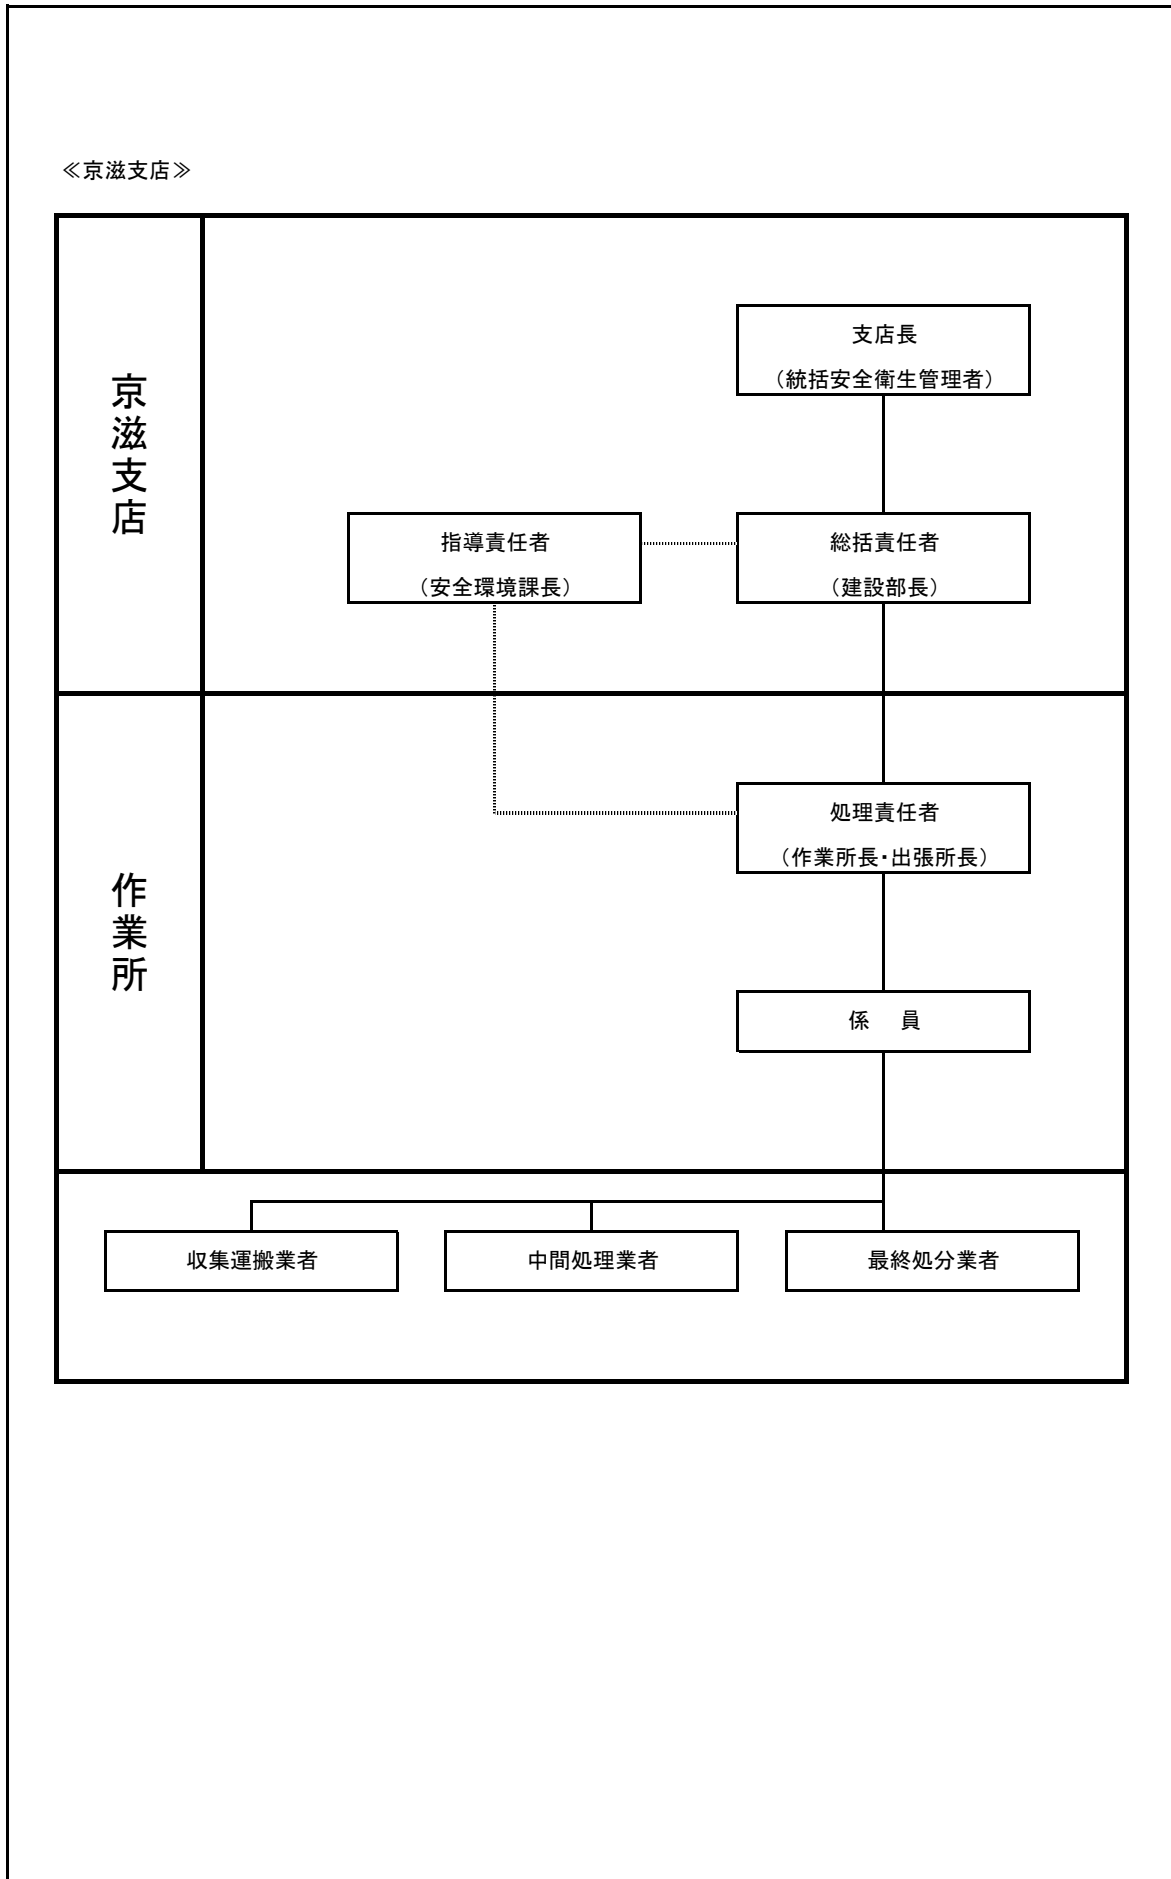 ≪京滋支店≫
京滋支店
支店長
（統括安全衛生管理者）
指導責任者
（安全環境課長）
総括責任者
（建設部長）
作業所
処理責任者
（作業所長・出張所長）
係　員
収集運搬業者
中間処理業者
最終処分業者